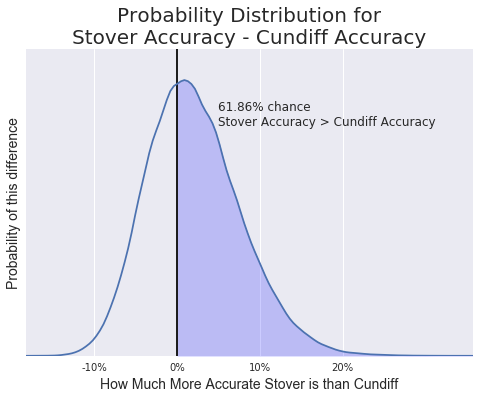 Probability Distribution for
Stover Accuracy - Cundiff Accuracy
61.86% chance
Stover Accuracy > Cundiff Accuracy
Probability of this difference
-10%
0%
10%
20%
How Much More Accurate Stover is than Cundiff